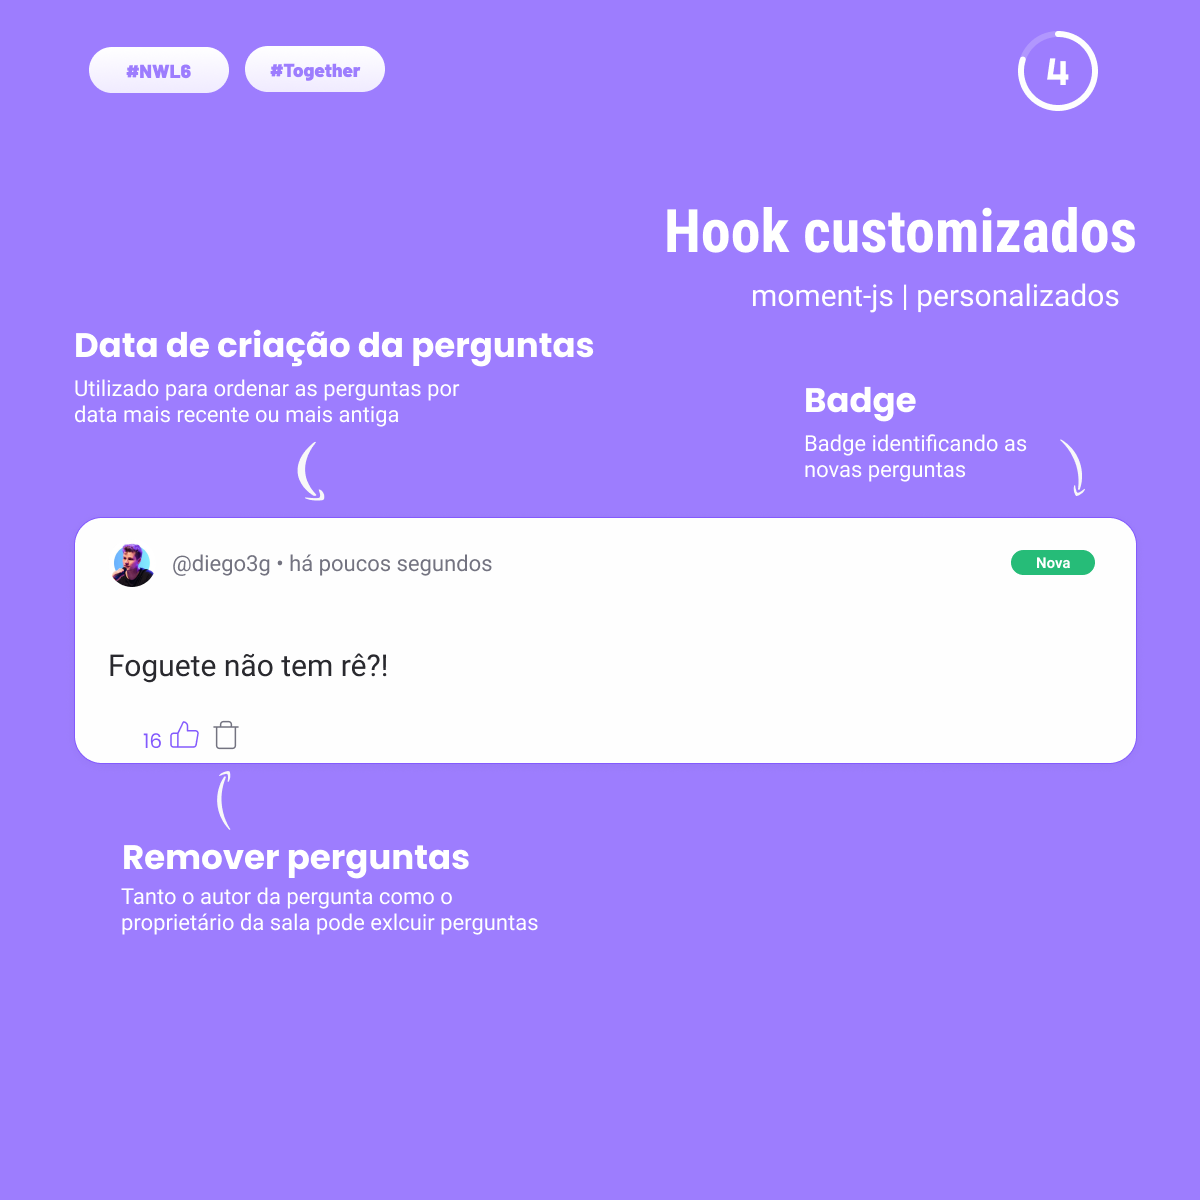 #NWL6
#Together
4
Hook customizados
moment-js | personalizados
Data de criação da perguntas
Utilizado para ordenar as perguntas por
data mais recente ou mais antiga
Badge
Badge identificando as
novas perguntas
@diego3g • há poucos segundos
Nova
Foguete não tem rê?!
16
Remover perguntas
Tanto o autor da pergunta como o
proprietário da sala pode exlcuir perguntas